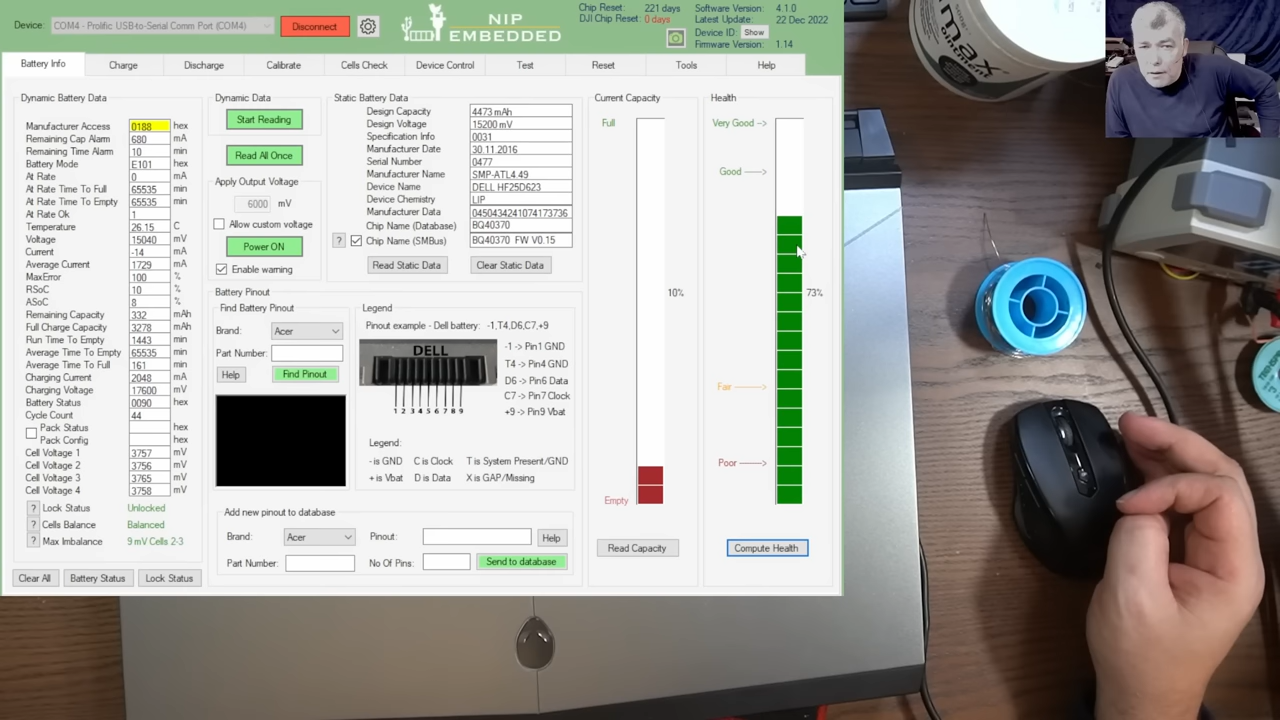 Device: COM4 - Prolific USB-to-Serial Comm Port (COM4) Disconnect
NIP EMBEDDED
Chip Reset: 221 days
DJI Chip Reset: 0 days
Software Version: 4.1.0
Latest Update: 22 Dec 2022
Device ID: Show
Firmware Version: 1.14
Battery Info Charge Discharge Calibrate Cells Check Device Control Test Reset Tools Help
Dynamic Battery Data
Manufacturer Access 0188 hex
Remaining Cap Alarm 680 mA
Remaining Time Alarm 10 min
Battery Mode E101 hex
At Rate 0 mA
At Rate Time To Full 65535 min
At Rate Time To Empty 65535 min
At Rate Ok 1
Temperature 26.15 C
Voltage 15040 mV
Current -14 mA
Average Current 1729 mA
MaxError 100 %
RSoC 10 %
ASoC 8 %
Remaining Capacity 332 mAh
Full Charge Capacity 3278 mAh
Run Time To Empty 1443 min
Average Time To Empty 65535 min
Average Time To Full 161 min
Charging Current 2048 mA
Charging Voltage 17600 mV
Battery Status 0090 hex
Cycle Count 44
Pack Status hex
Pack Config hex
Cell Voltage 1 3757 mV
Cell Voltage 2 3756 mV
Cell Voltage 3 3765 mV
Cell Voltage 4 3758 mV
? Lock Status Unlocked
? Cells Balance Balanced
? Max Imbalance 9 mV Cells 2-3
Clear All Battery Status Lock Status
Dynamic Data
Start Reading
Read All Once
Apply Output Voltage
6000 mV
Allow custom voltage
Power ON
Enable warning
Static Battery Data
Design Capacity 4473 mAh
Design Voltage 15200 mV
Specification Info 0031
Manufacturer Date 30.11.2016
Serial Number 0477
Manufacturer Name SMP-ATL4.49
Device Name DELL HF25D623
Device Chemistry LIP
Manufacturer Data 0450434241074173736
Chip Name (Database) BQ40370
? Chip Name (SMBus) BQ40370 FW V0.15
Read Static Data Clear Static Data
Battery Pinout
Find Battery Pinout
Brand: Acer
Part Number:
Help Find Pinout
Legend
Pinout example - Dell battery: -1,T4,D6,C7,+9
DELL
1 2 3 4 5 6 7 8 9
-1 -> Pin1 GND
T4 -> Pin4 GND
D6 -> Pin6 Data
C7 -> Pin7 Clock
+9 -> Pin9 Vbat
Legend:
- is GND C is Clock T is System Present/GND
+ is Vbat D is Data X is GAP/Missing
Add new pinout to database
Brand: Acer Pinout: Help
Part Number: No Of Pins: Send to database
Current Capacity
Full
10%
Empty
Read Capacity
Health
Very Good ->
Good --->
73%
Fair --->
Poor --->
Compute Health